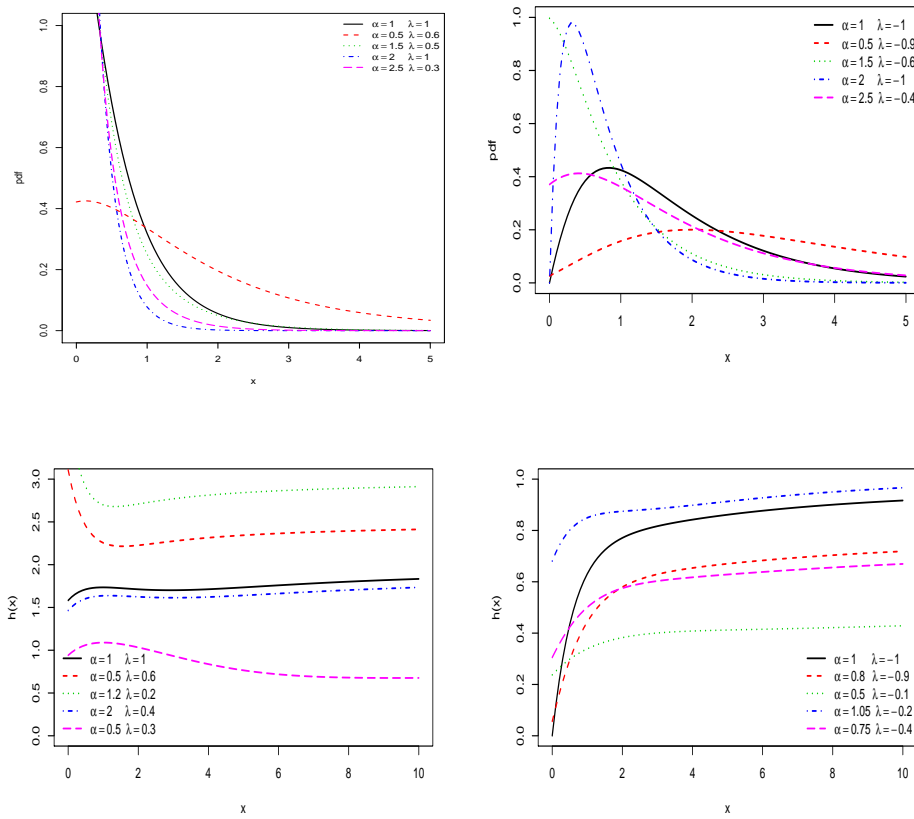 α = 1 λ = 1
α = 0.5 λ = 0.6
α = 1.5 λ = 0.5
α = 2 λ = 1
α = 2.5 λ = 0.3
pdf
0.0 0.2 0.4 0.6 0.8 1.0
0 1 2 3 4 5
x
α = 1 λ = −1
α = 0.5 λ = −0.9
α = 1.5 λ = −0.6
α = 2 λ = −1
α = 2.5 λ = −0.4
pdf
0.0 0.2 0.4 0.6 0.8 1.0
0 1 2 3 4 5
x
h(x)
0.0 0.5 1.0 1.5 2.0 2.5 3.0
α = 1 λ = 1
α = 0.5 λ = 0.6
α = 1.2 λ = 0.2
α = 2 λ = 0.4
α = 0.5 λ = 0.3
0 2 4 6 8 10
x
h(x)
0.0 0.2 0.4 0.6 0.8 1.0
α = 1 λ = −1
α = 0.8 λ = −0.9
α = 0.5 λ = −0.1
α = 1.05 λ = −0.2
α = 0.75 λ = −0.4
0 2 4 6 8 10
x